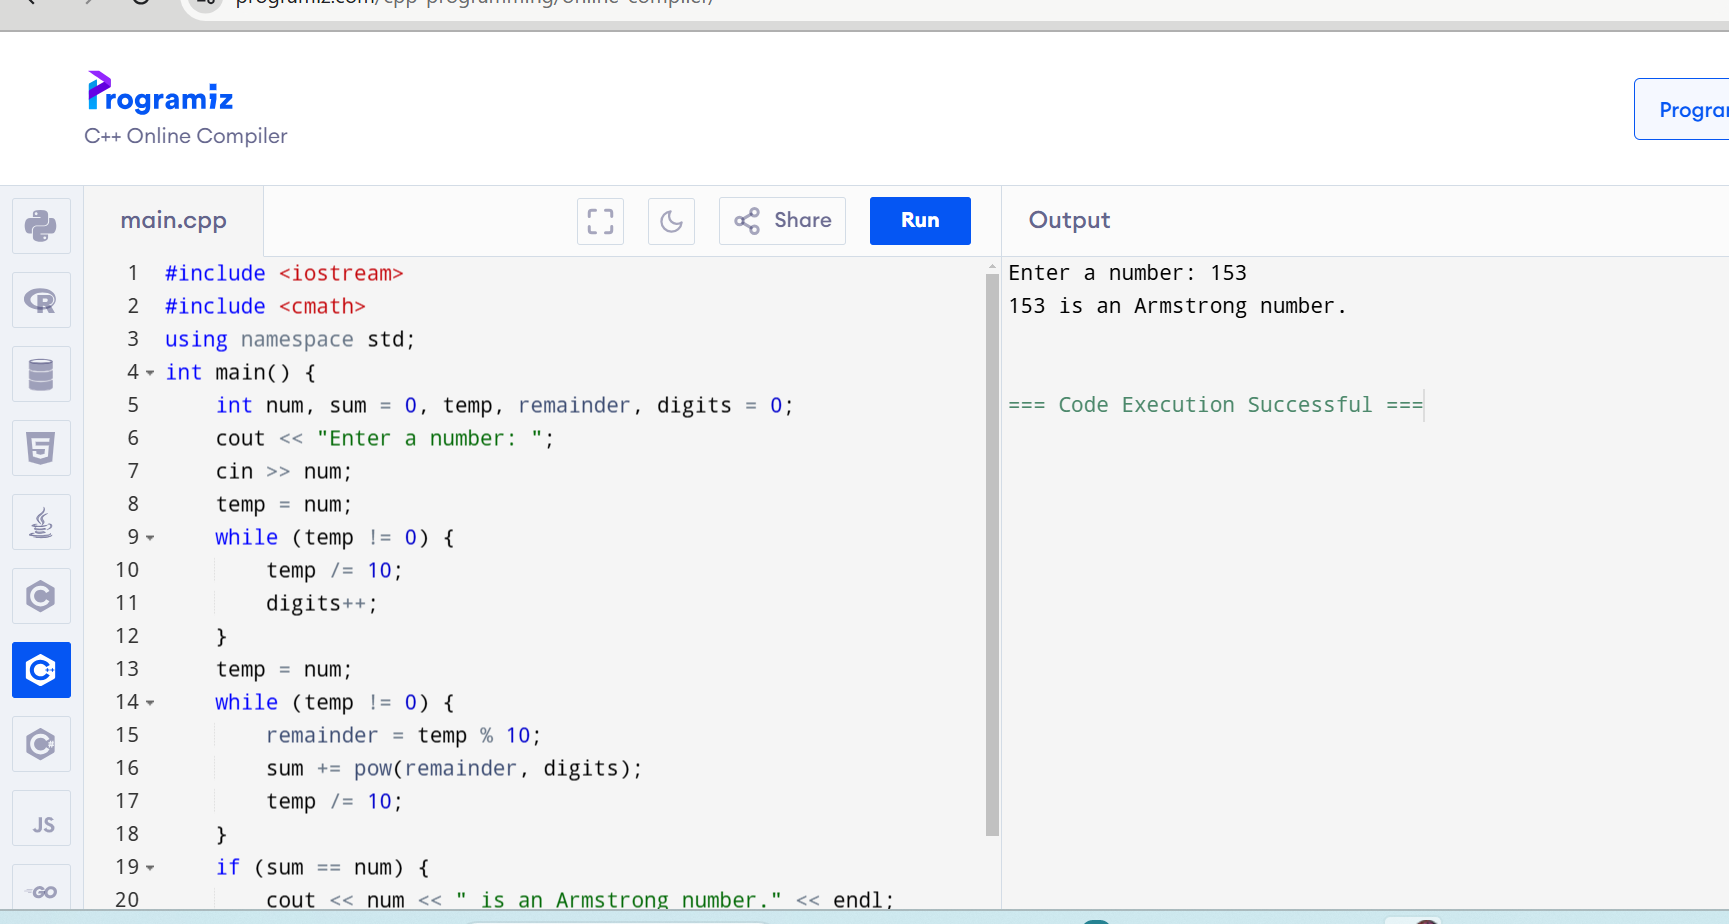 programiz.com/cpp-programming/online-compiler/
Programiz
C++ Online Compiler
main.cpp
Share
Run
Output
1 #include <iostream>
2 #include <cmath>
3 using namespace std;
4 int main() {
5 int num, sum = 0, temp, remainder, digits = 0;
6 cout << "Enter a number: ";
7 cin >> num;
8 temp = num;
9 while (temp != 0) {
10 temp /= 10;
11 digits++;
12 }
13 temp = num;
14 while (temp != 0) {
15 remainder = temp % 10;
16 sum += pow(remainder, digits);
17 temp /= 10;
18 }
19 if (sum == num) {
20 cout << num << " is an Armstrong number." << endl;
Enter a number: 153
153 is an Armstrong number.
=== Code Execution Successful ===
R
5
C
C++
C#
JS
GO